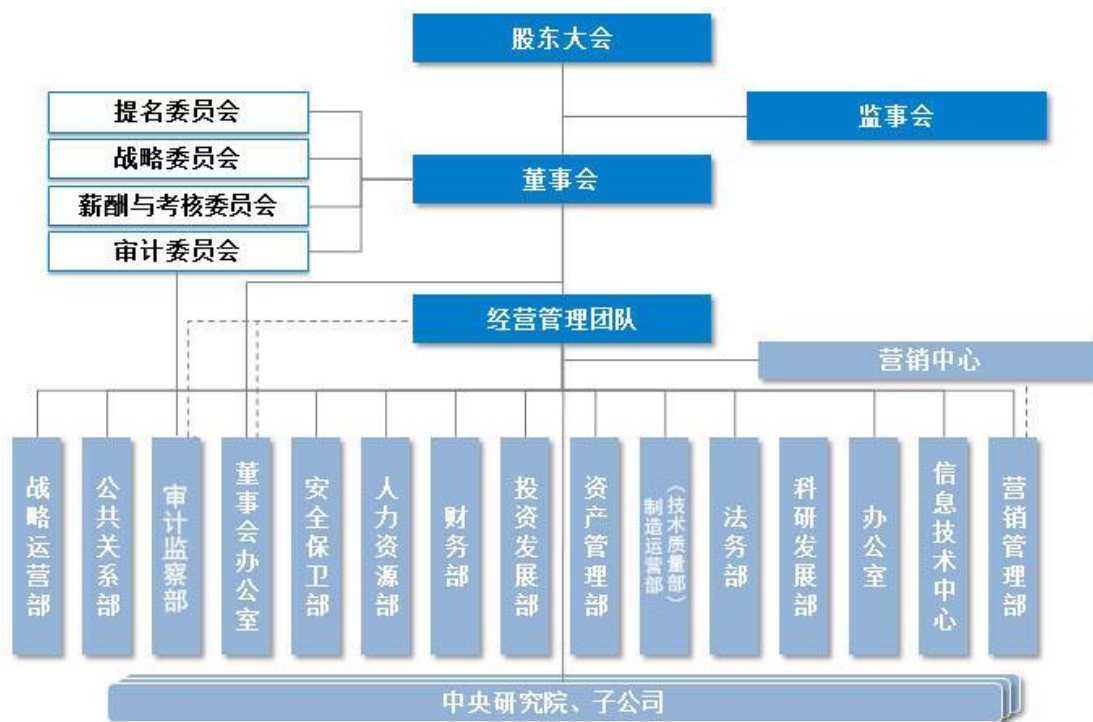 股东大会
提名委员会
监事会
战略委员会
董事会
薪酬与考核委员会
审计委员会
经营管理团队
营销中心
战略运营部
公共关系部
审计监察部
董事会办公室
安全保卫部
人力资源部
财务部
投资发展部
资产管理部
制造运营部
（技术质量部）
法务部
科研发展部
办公室
信息技术中心
营销管理部
中央研究院、子公司